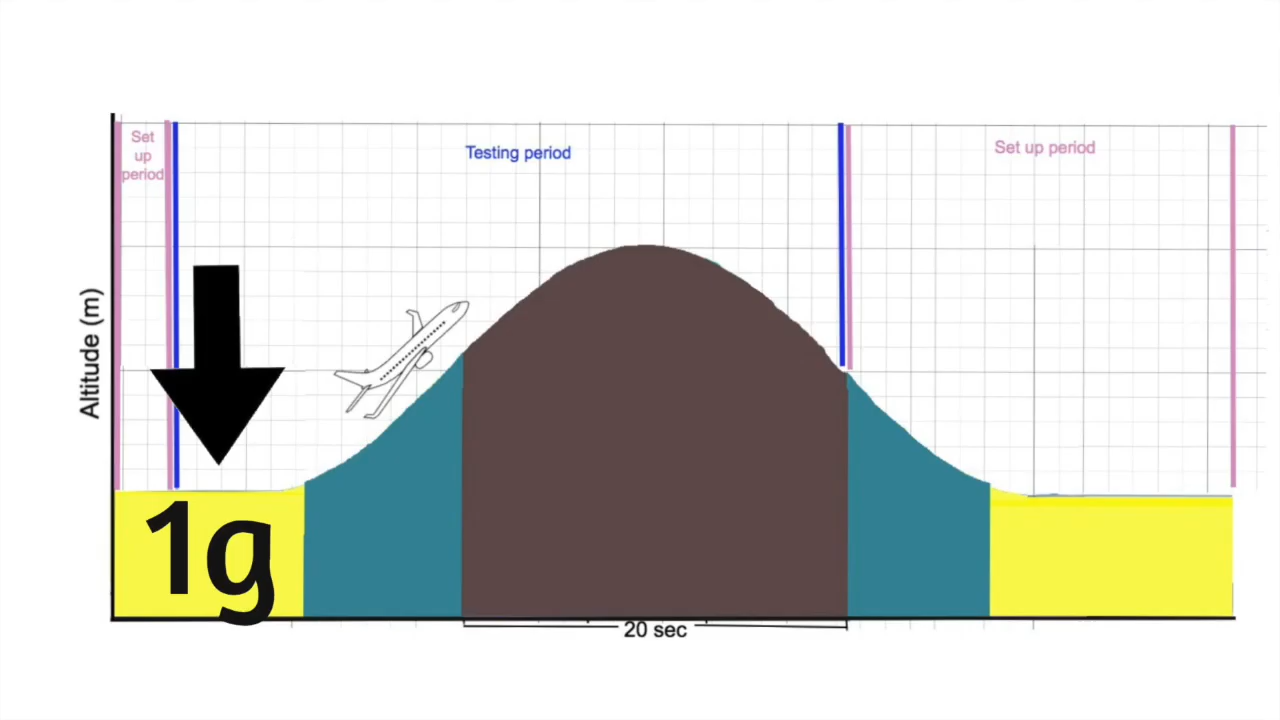 Set
up
period
Testing period
Set up period
Altitude (m)
1g
20 sec